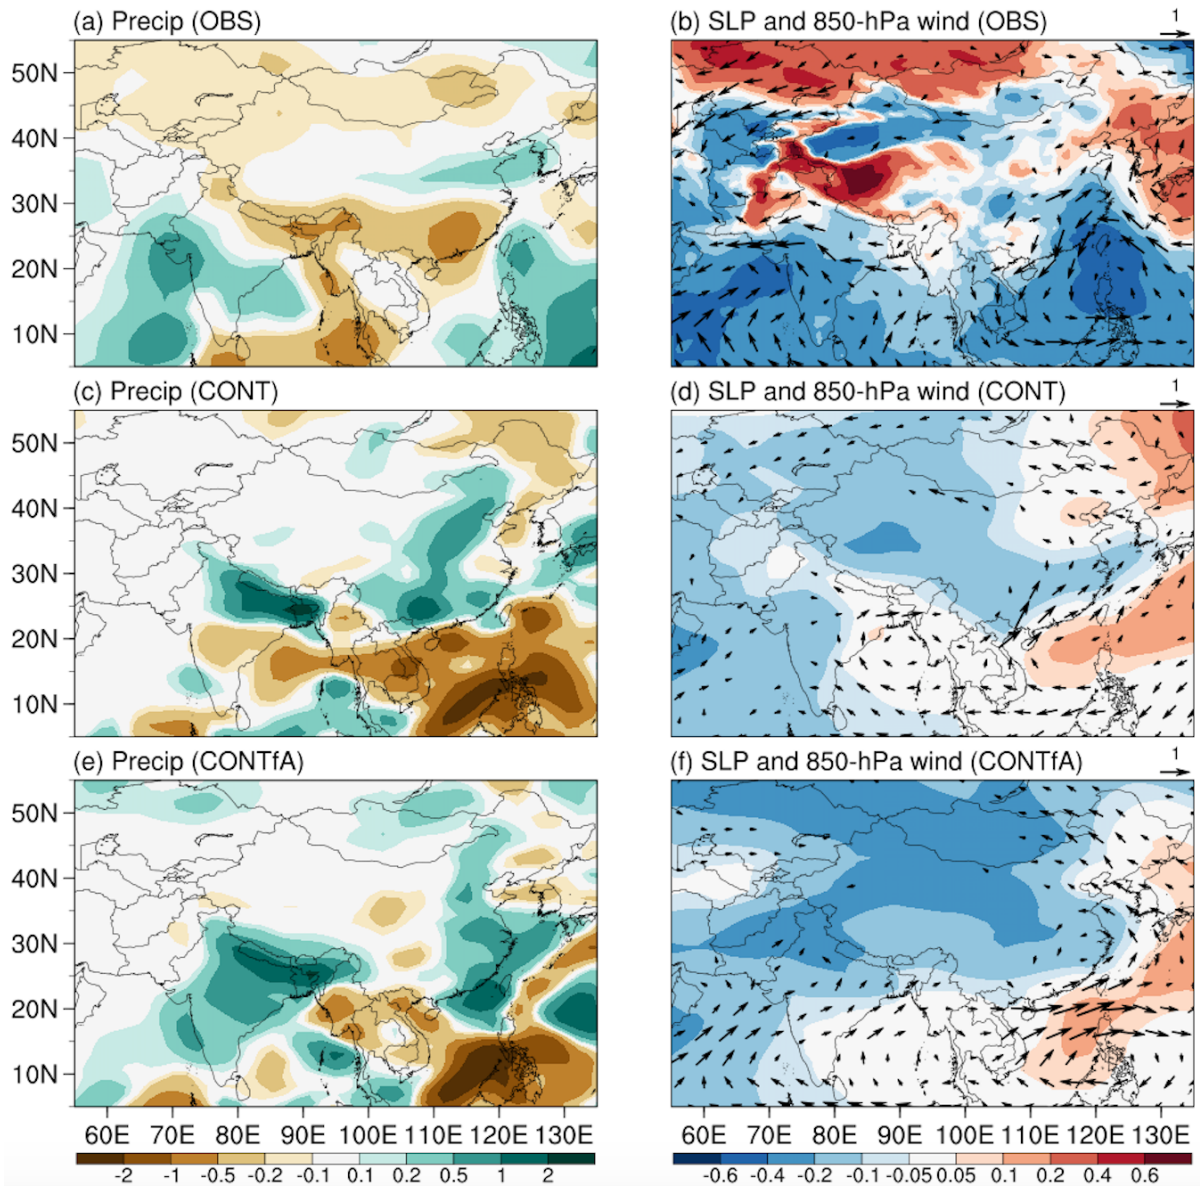 (a) Precip (OBS)
(b) SLP and 850-hPa wind (OBS)
1
50N
40N
30N
20N
10N
(c) Precip (CONT)
(d) SLP and 850-hPa wind (CONT)
1
50N
40N
30N
20N
10N
(e) Precip (CONTfA)
(f) SLP and 850-hPa wind (CONTfA)
1
50N
40N
30N
20N
10N
60E 70E 80E 90E 100E 110E 120E 130E
60E 70E 80E 90E 100E 110E 120E 130E
-2 -1 -0.5 -0.2 -0.1 0.1 0.2 0.5 1 2
-0.6 -0.4 -0.2 -0.1 -0.05 0.05 0.1 0.2 0.4 0.6